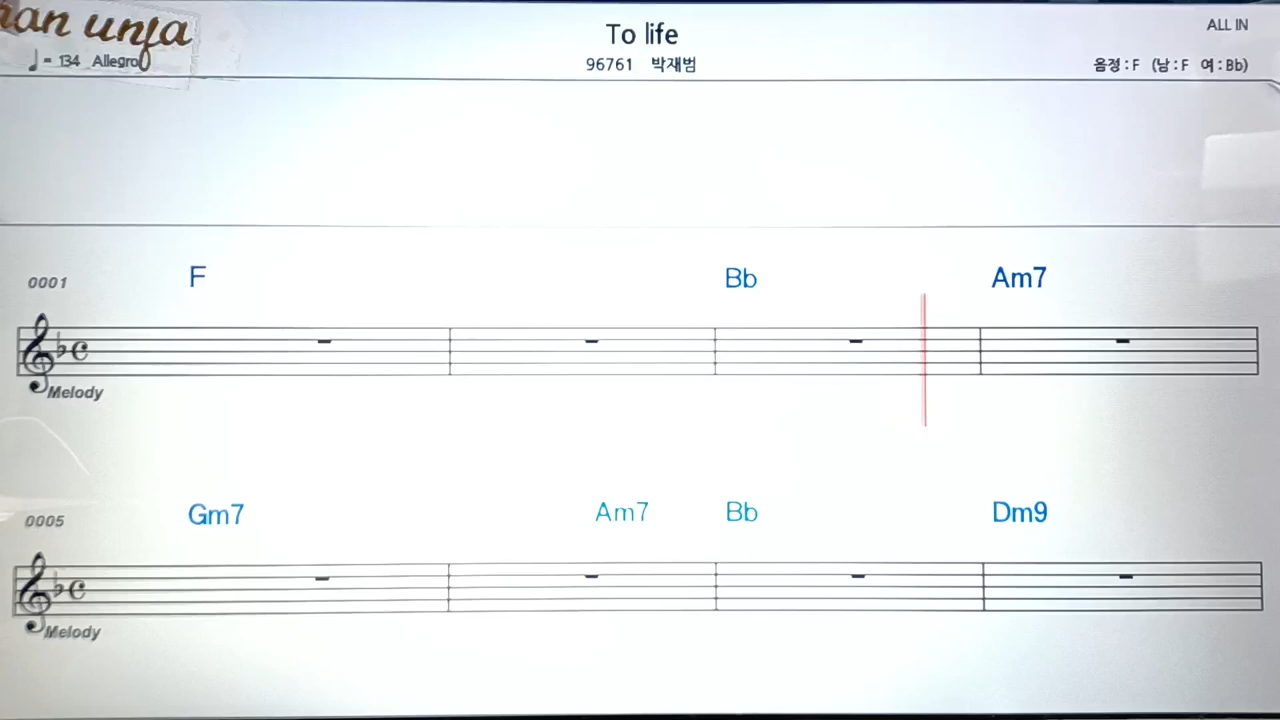 unja
To life
ALL IN
♩= 134 Allegro
96761 박재범
음정:F (남:F 여:Bb)
0001 F Bb Am7
Melody
0005 Gm7 Am7 Bb Dm9
Melody